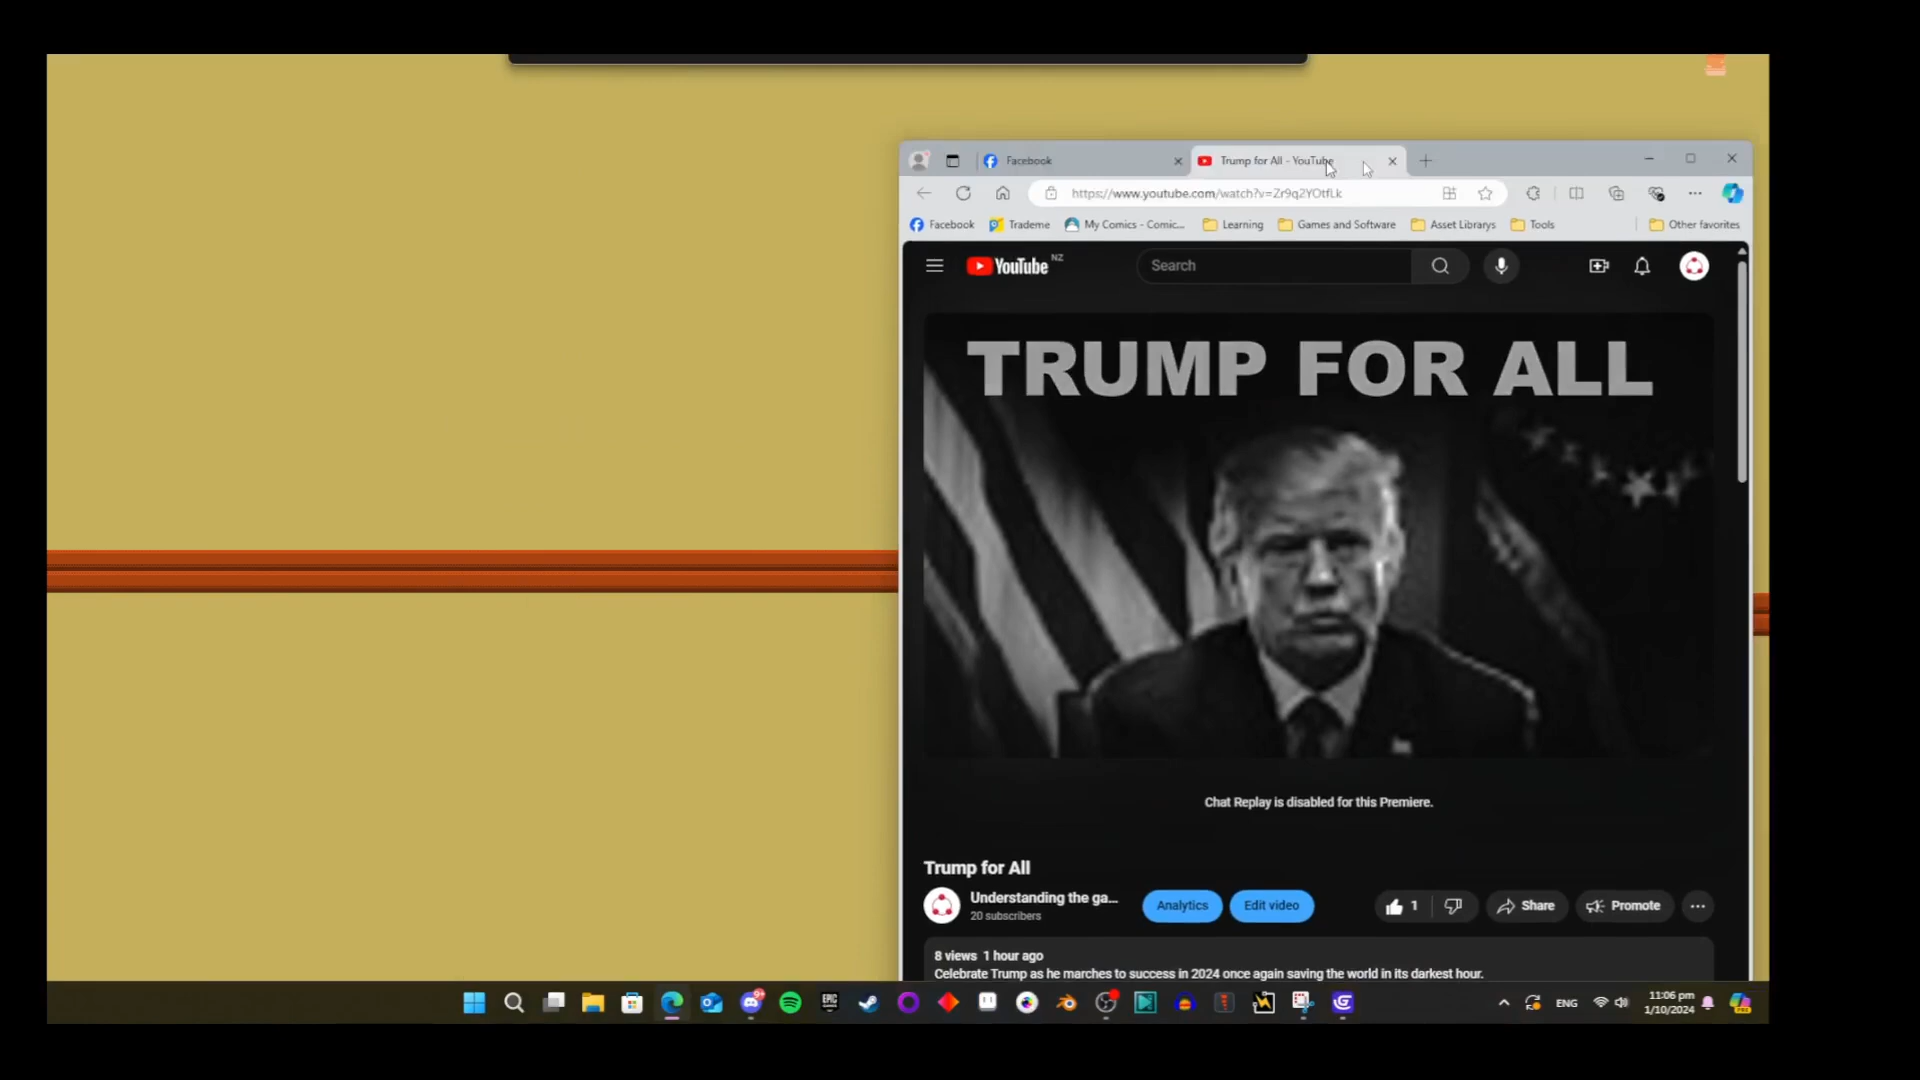 Facebook
Trump for All - YouTube
https://www.youtube.com/watch?v=Zr9q2YOtfLk
Facebook
Trademe
My Comics - Comic...
Learning
Games and Software
Asset Librarys
Tools
Other favorites
YouTube NZ
Search
TRUMP FOR ALL
Chat Replay is disabled for this Premiere.
Trump for All
Understanding the ga...
20 subscribers
Analytics
Edit video
1
Share
Promote
8 views 1 hour ago
Celebrate Trump as he marches to success in 2024 once again saving the world in its darkest hour.
EPIC GAMES
ENG
11:06 pm
1/10/2024